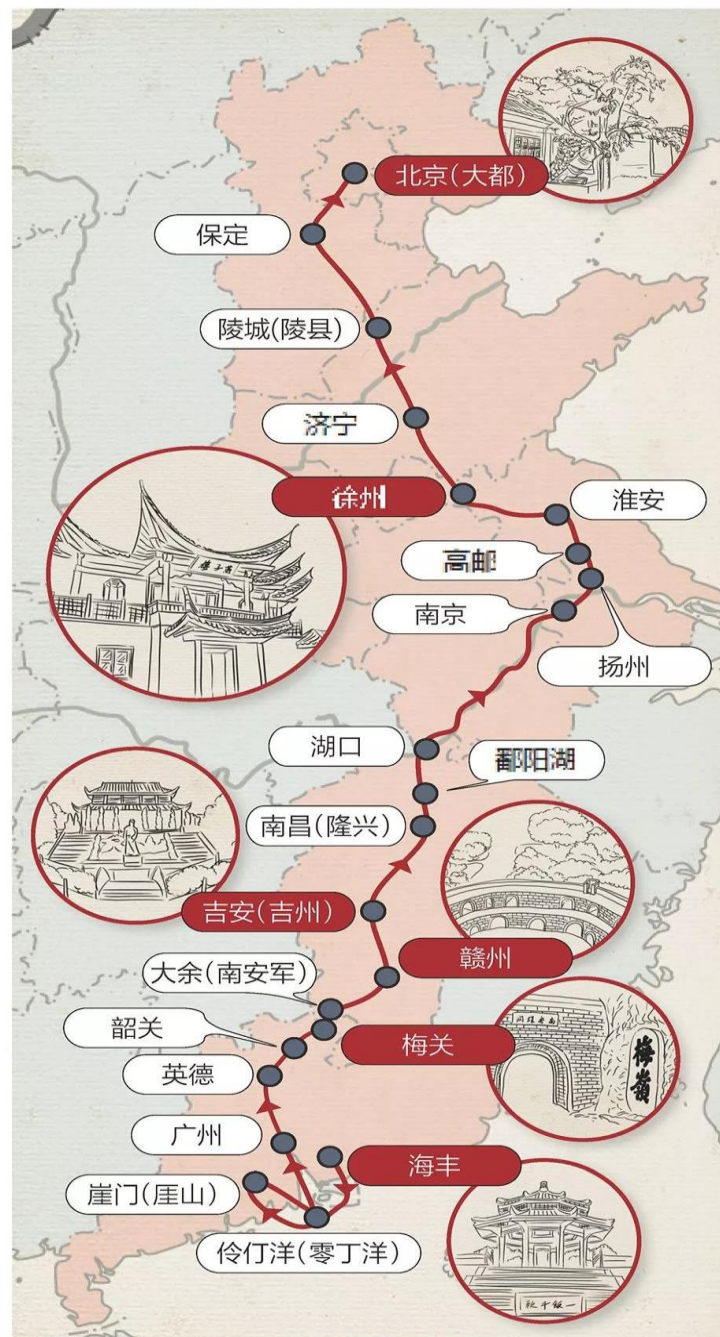 北京(大都)
保定
陵城(陵县)
济宁
徐州
淮安
高邮
南京
扬州
湖口
鄱阳湖
南昌(隆兴)
吉安(吉州)
赣州
大余(南安军)
韶关
梅关
梅嶺
英德
广州
海丰
崖门(厓山)
伶仃洋(零丁洋)